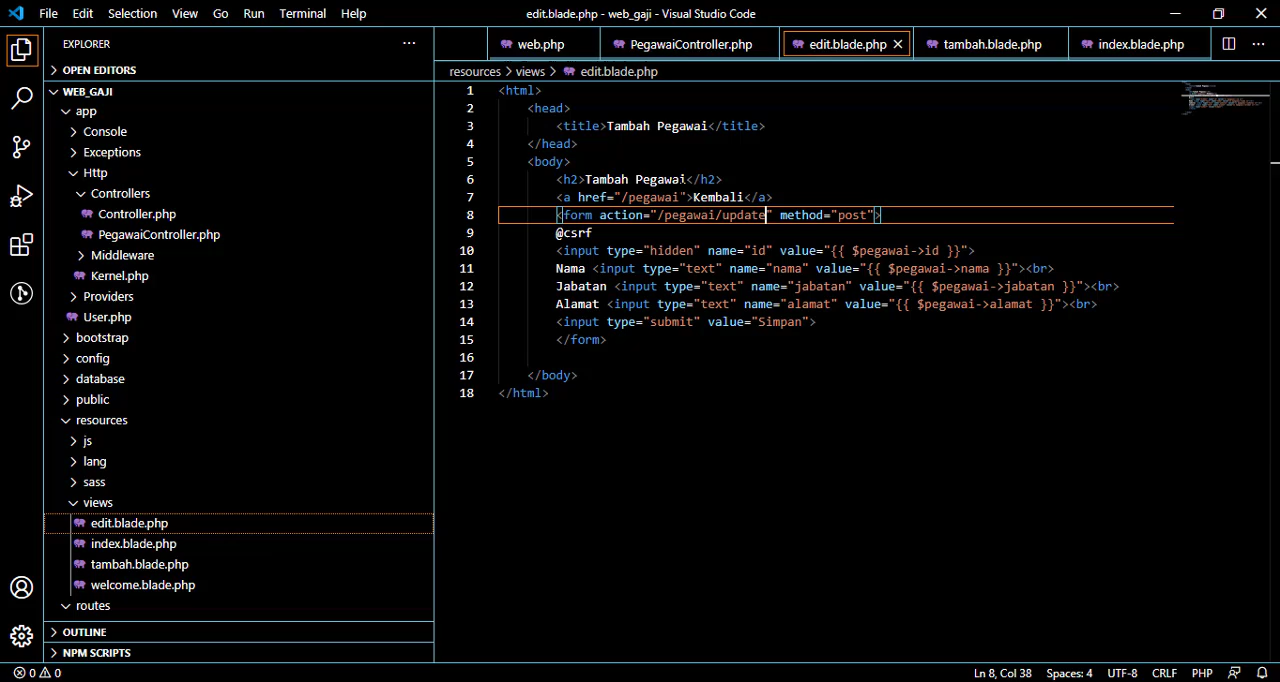 File Edit Selection View Go Run Terminal Help edit.blade.php - web_gaji - Visual Studio Code
EXPLORER
OPEN EDITORS
WEB_GAJI
app
Console
Exceptions
Http
Controllers
Controller.php
PegawaiController.php
Middleware
Kernel.php
Providers
User.php
bootstrap
config
database
public
resources
js
lang
sass
views
edit.blade.php
index.blade.php
tambah.blade.php
welcome.blade.php
routes
OUTLINE
NPM SCRIPTS
web.php PegawaiController.php edit.blade.php tambah.blade.php index.blade.php
resources > views > edit.blade.php
1 <html>
2 <head>
3 <title>Tambah Pegawai</title>
4 </head>
5 <body>
6 <h2>Tambah Pegawai</h2>
7 <a href="/pegawai">Kembali</a>
8 <form action="/pegawai/update" method="post">
9 @csrf
10 <input type="hidden" name="id" value="{{ $pegawai->id }}">
11 Nama <input type="text" name="nama" value="{{ $pegawai->nama }}"><br>
12 Jabatan <input type="text" name="jabatan" value="{{ $pegawai->jabatan }}"><br>
13 Alamat <input type="text" name="alamat" value="{{ $pegawai->alamat }}"><br>
14 <input type="submit" value="Simpan">
15 </form>
16
17 </body>
18 </html>
0 0 Ln 8, Col 38 Spaces: 4 UTF-8 CRLF PHP